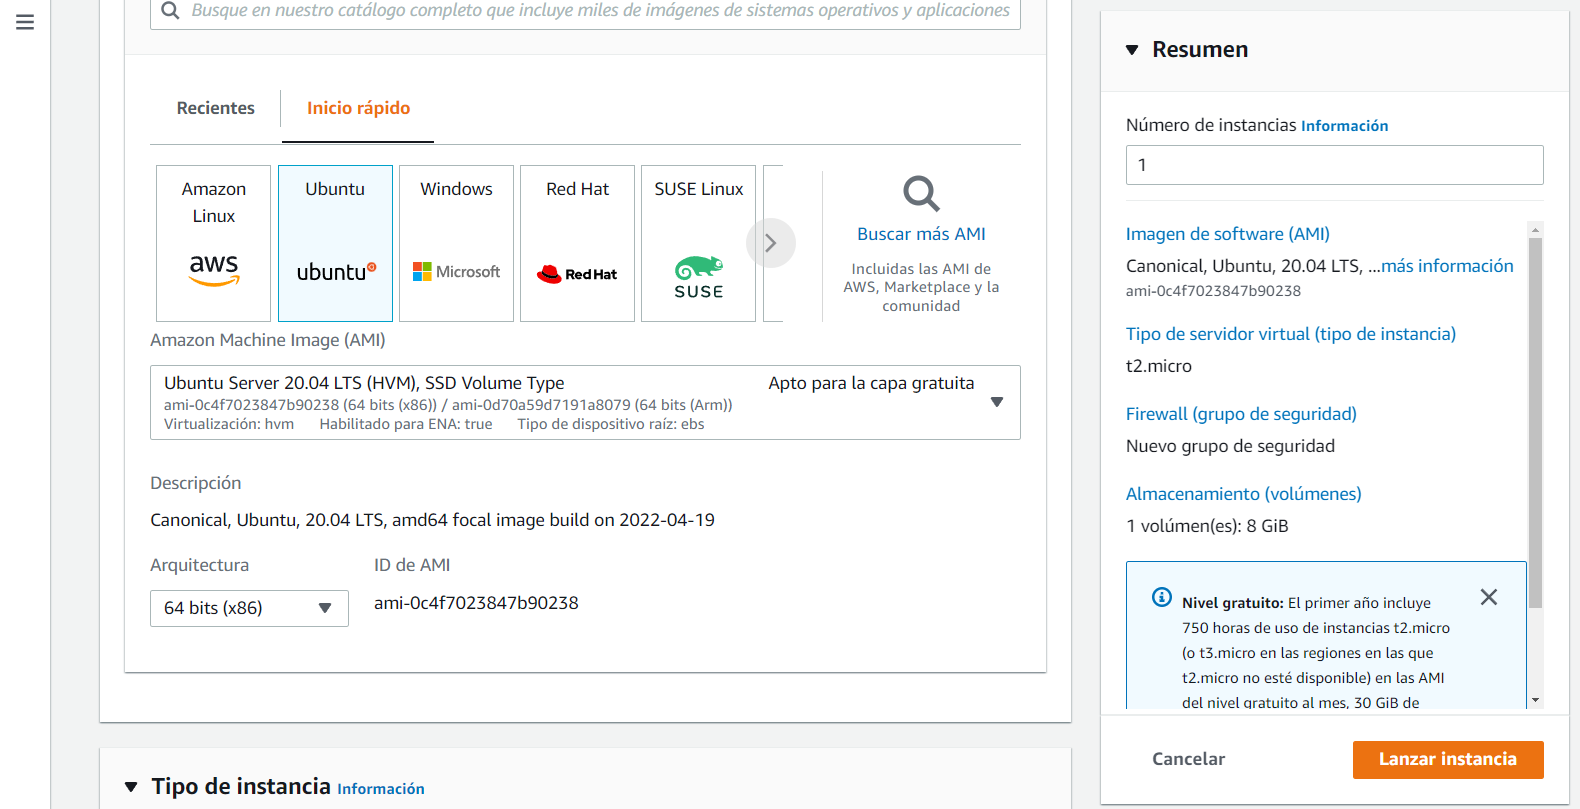 Busque en nuestro catálogo completo que incluye miles de imágenes de sistemas operativos y aplicaciones
Recientes
Inicio rápido
Amazon
Linux
aws
Ubuntu
ubuntu
Windows
Microsoft
Red Hat
Red Hat
SUSE Linux
SUSE
Buscar más AMI
Incluidas las AMI de
AWS, Marketplace y la
comunidad
Amazon Machine Image (AMI)
Ubuntu Server 20.04 LTS (HVM), SSD Volume Type
Apto para la capa gratuita
ami-0c4f7023847b90238 (64 bits (x86)) / ami-0d70a59d7191a8079 (64 bits (Arm))
Virtualización: hvm Habilitado para ENA: true Tipo de dispositivo raíz: ebs
Descripción
Canonical, Ubuntu, 20.04 LTS, amd64 focal image build on 2022-04-19
Arquitectura
ID de AMI
64 bits (x86)
ami-0c4f7023847b90238
Tipo de instancia Información
Resumen
Número de instancias Información
1
Imagen de software (AMI)
Canonical, Ubuntu, 20.04 LTS, ...más información
ami-0c4f7023847b90238
Tipo de servidor virtual (tipo de instancia)
t2.micro
Firewall (grupo de seguridad)
Nuevo grupo de seguridad
Almacenamiento (volúmenes)
1 volúmen(es): 8 GiB
Nivel gratuito: El primer año incluye
750 horas de uso de instancias t2.micro
(o t3.micro en las regiones en las que
t2.micro no esté disponible) en las AMI
del nivel gratuito al mes, 30 GiB de
Cancelar
Lanzar instancia